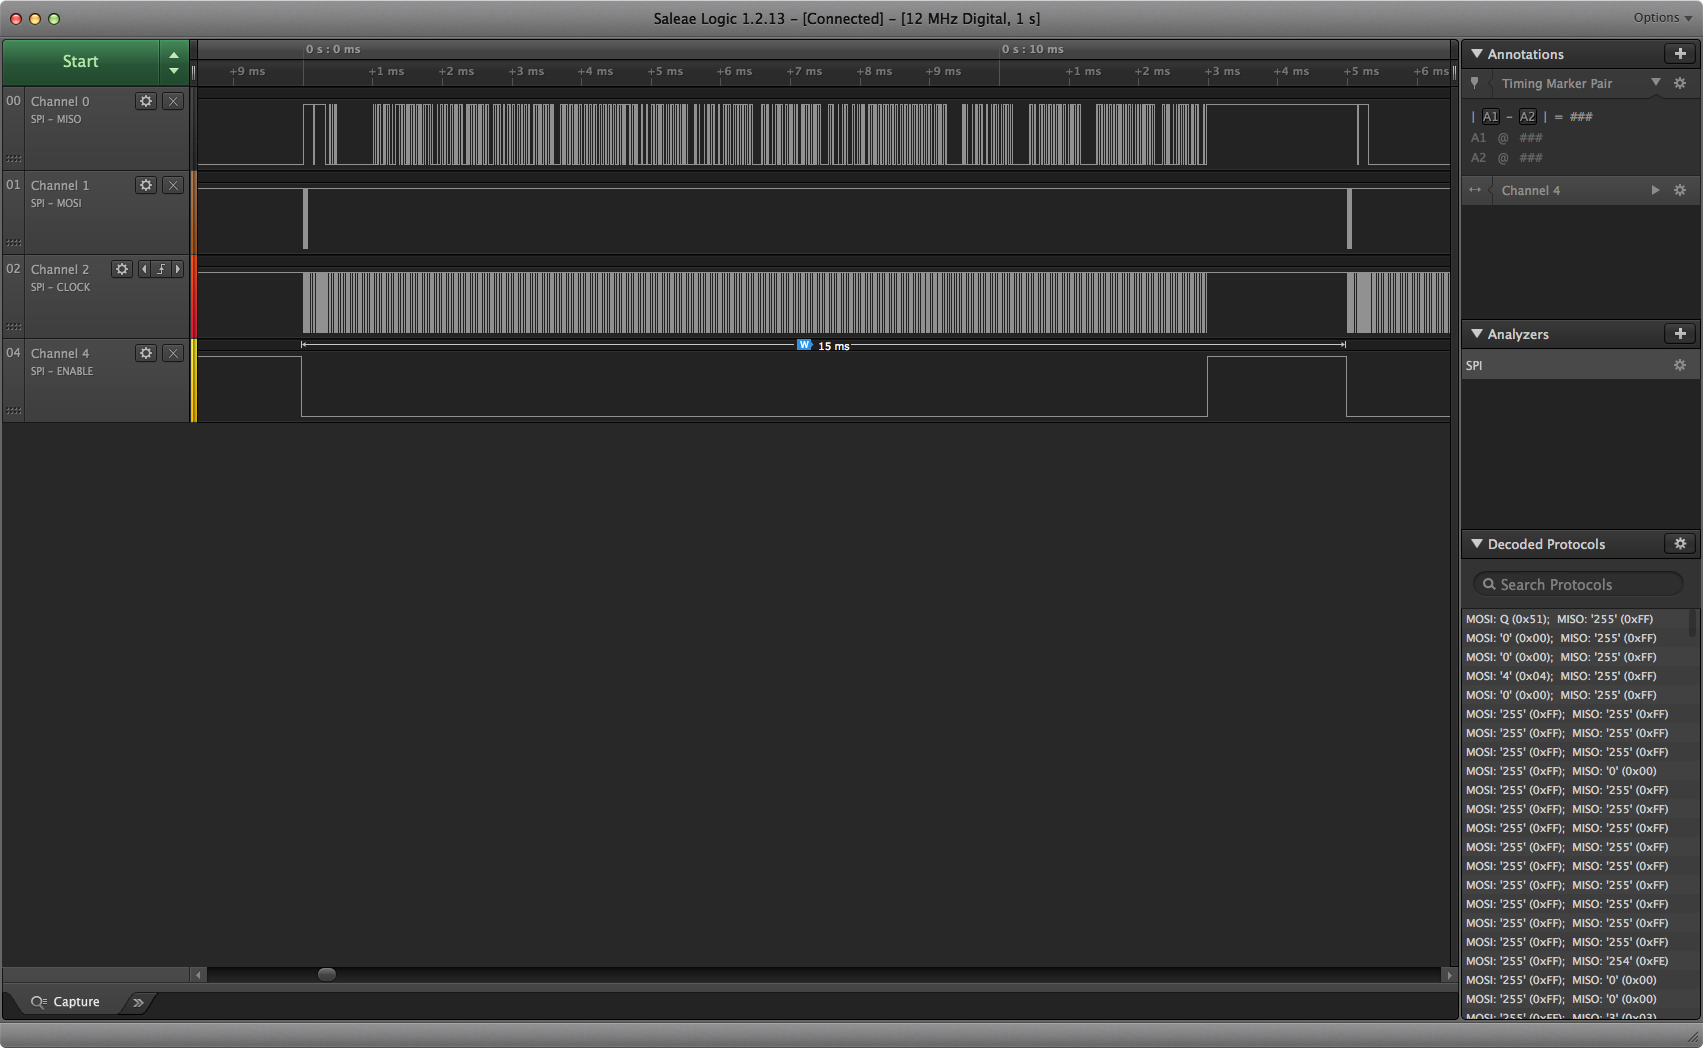 Saleae Logic 1.2.13 – [Connected] – [12 MHz Digital, 1 s]
Options
Start
0 s : 0 ms
0 s : 10 ms
+9 ms
+1 ms
+2 ms
+3 ms
+4 ms
+5 ms
+6 ms
+7 ms
+8 ms
+9 ms
+1 ms
+2 ms
+3 ms
+4 ms
+5 ms
+6 ms
00
Channel 0
SPI – MISO
01
Channel 1
SPI – MOSI
02
Channel 2
SPI – CLOCK
04
Channel 4
SPI – ENABLE
W 15 ms
Annotations
Timing Marker Pair
| A1 – A2 | = ###
A1 @ ###
A2 @ ###
Channel 4
Analyzers
SPI
Decoded Protocols
Search Protocols
MOSI: Q (0x51);  MISO: '255' (0xFF)
MOSI: '0' (0x00);  MISO: '255' (0xFF)
MOSI: '0' (0x00);  MISO: '255' (0xFF)
MOSI: '4' (0x04);  MISO: '255' (0xFF)
MOSI: '0' (0x00);  MISO: '255' (0xFF)
MOSI: '255' (0xFF);  MISO: '255' (0xFF)
MOSI: '255' (0xFF);  MISO: '255' (0xFF)
MOSI: '255' (0xFF);  MISO: '255' (0xFF)
MOSI: '255' (0xFF);  MISO: '0' (0x00)
MOSI: '255' (0xFF);  MISO: '255' (0xFF)
MOSI: '255' (0xFF);  MISO: '255' (0xFF)
MOSI: '255' (0xFF);  MISO: '255' (0xFF)
MOSI: '255' (0xFF);  MISO: '255' (0xFF)
MOSI: '255' (0xFF);  MISO: '255' (0xFF)
MOSI: '255' (0xFF);  MISO: '255' (0xFF)
MOSI: '255' (0xFF);  MISO: '255' (0xFF)
MOSI: '255' (0xFF);  MISO: '255' (0xFF)
MOSI: '255' (0xFF);  MISO: '255' (0xFF)
MOSI: '255' (0xFF);  MISO: '254' (0xFE)
MOSI: '255' (0xFF);  MISO: '0' (0x00)
MOSI: '255' (0xFF);  MISO: '0' (0x00)
MOSI: '255' (0xFF);  MISO: '3' (0x03)
Capture